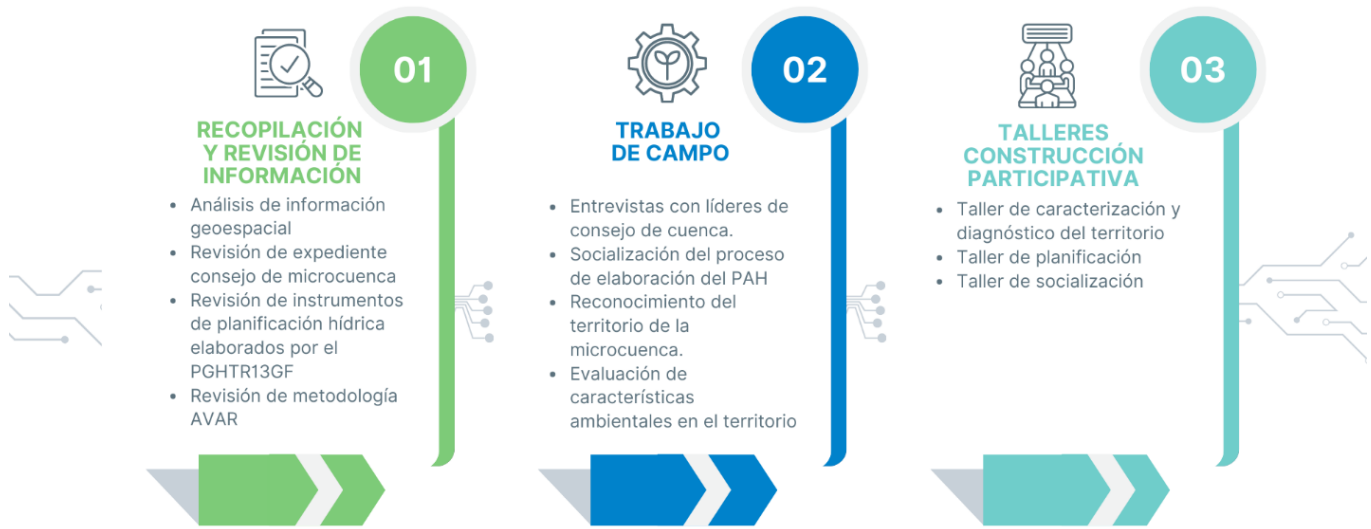 01
RECOPILACIÓN
Y REVISIÓN DE
INFORMACIÓN
• Análisis de información
geoespacial
• Revisión de expediente
consejo de microcuenca
• Revisión de instrumentos
de planificación hídrica
elaborados por el
PGHTR13GF
• Revisión de metodología
AVAR
02
TRABAJO
DE CAMPO
• Entrevistas con líderes de
consejo de cuenca.
• Socialización del proceso
de elaboración del PAH
• Reconocimiento del
territorio de la
microcuenca.
• Evaluación de
características
ambientales en el territorio
03
TALLERES
CONSTRUCCIÓN
PARTICIPATIVA
• Taller de caracterización y
diagnóstico del territorio
• Taller de planificación
• Taller de socialización